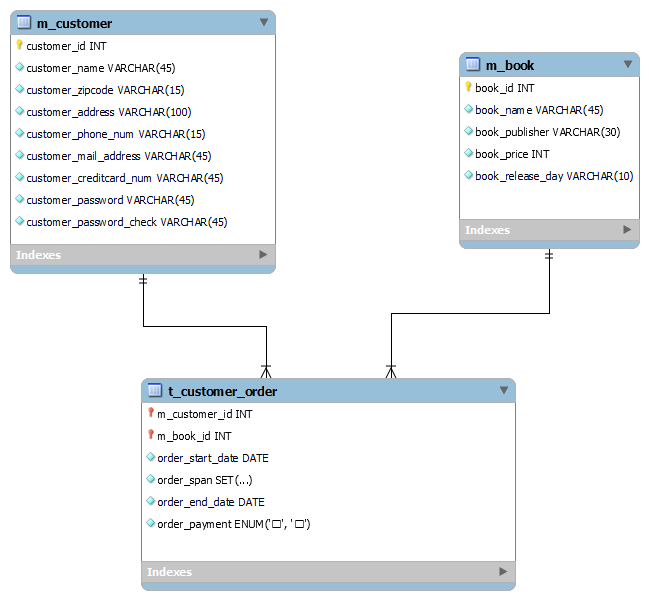 m_customer
customer_id INT
customer_name VARCHAR(45)
customer_zipcode VARCHAR(15)
customer_address VARCHAR(100)
customer_phone_num VARCHAR(15)
customer_mail_address VARCHAR(45)
customer_creditcard_num VARCHAR(45)
customer_password VARCHAR(45)
customer_password_check VARCHAR(45)
Indexes
m_book
book_id INT
book_name VARCHAR(45)
book_publisher VARCHAR(30)
book_price INT
book_release_day VARCHAR(10)
Indexes
t_customer_order
m_customer_id INT
m_book_id INT
order_start_date DATE
order_span SET(...)
order_end_date DATE
order_payment ENUM('□', '□')
Indexes